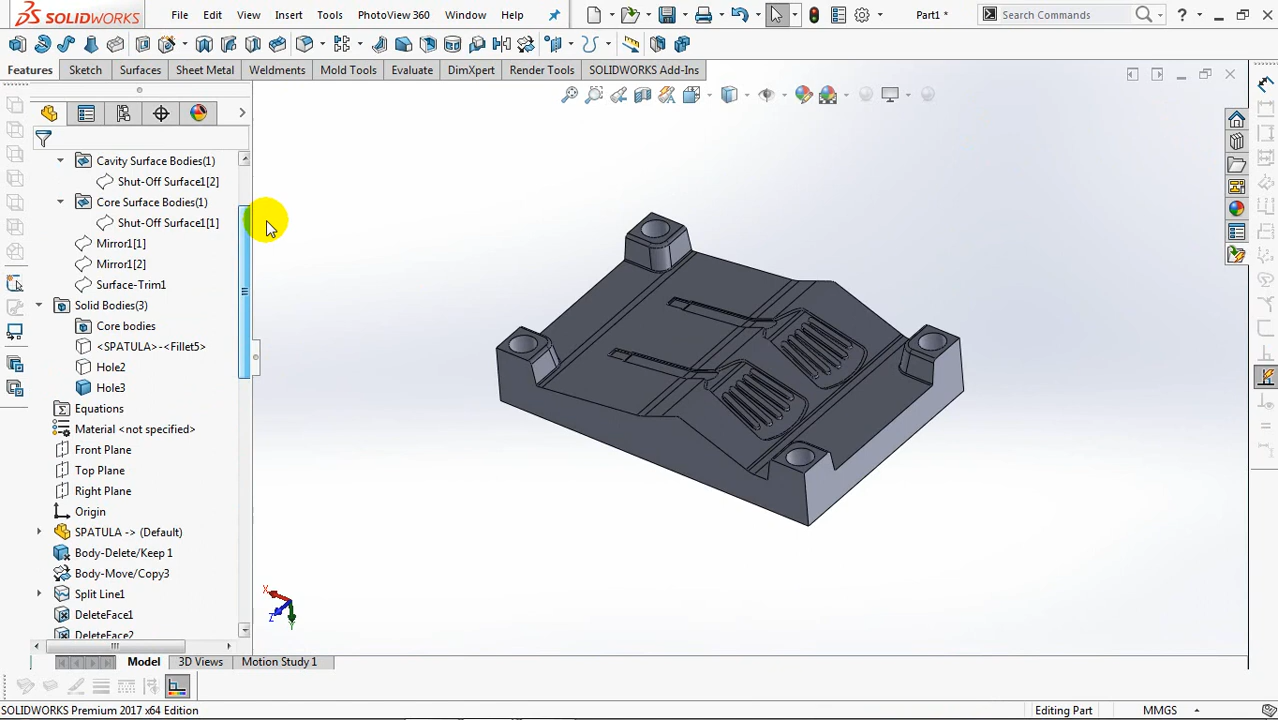 SOLIDWORKS File Edit View Insert Tools PhotoView 360 Window Help Part1 * Search Commands ?
Features Sketch Surfaces Sheet Metal Weldments Mold Tools Evaluate DimXpert Render Tools SOLIDWORKS Add-Ins
Cavity Surface Bodies(1)
Shut-Off Surface1[2]
Core Surface Bodies(1)
Shut-Off Surface1[1]
Mirror1[1]
Mirror1[2]
Surface-Trim1
Solid Bodies(3)
Core bodies
<SPATULA>-<Fillet5>
Hole2
Hole3
Equations
Material <not specified>
Front Plane
Top Plane
Right Plane
Origin
SPATULA -> (Default)
Body-Delete/Keep 1
Body-Move/Copy3
Split Line1
DeleteFace1
DeleteFace2
X
Z
Y
Model 3D Views Motion Study 1
SOLIDWORKS Premium 2017 x64 Edition Editing Part MMGS